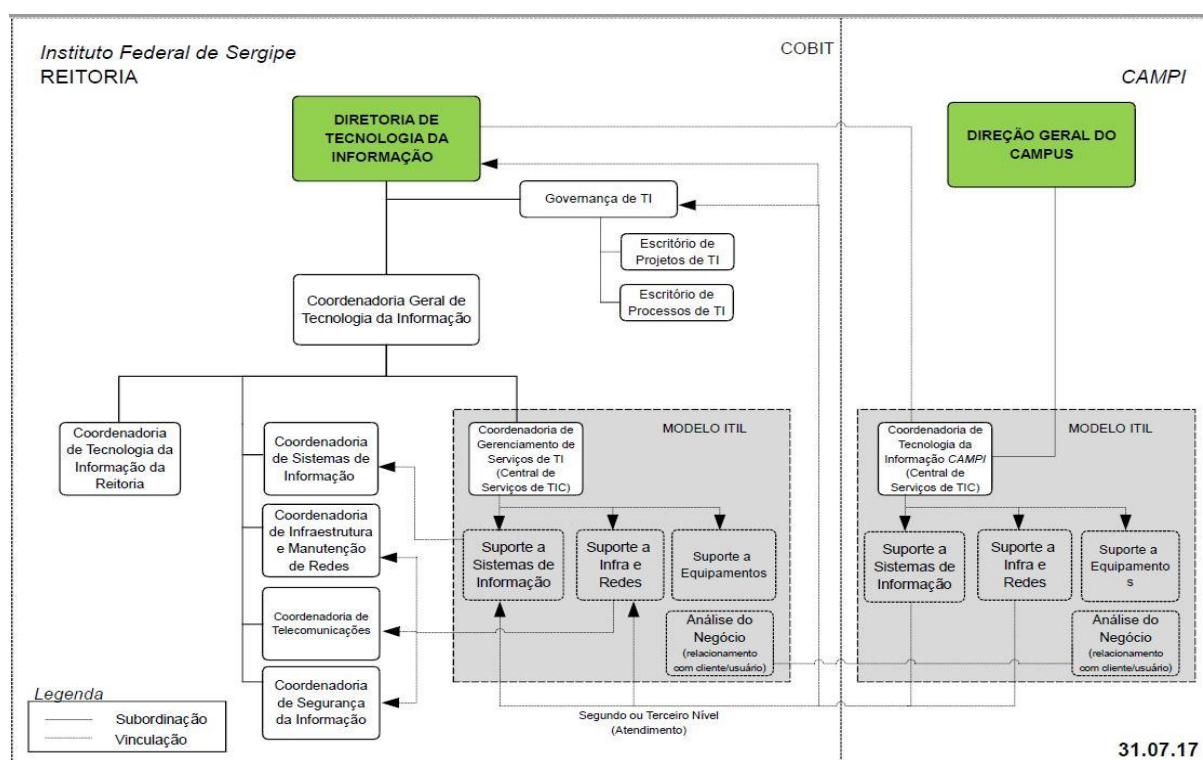 Instituto Federal de Sergipe
REITORIA
COBIT
CAMPI
DIRETORIA DE
TECNOLOGIA DA
INFORMAÇÃO
DIREÇÃO GERAL DO
CAMPUS
Governança de TI
Escritório de
Projetos de TI
Escritório de
Processos de TI
Coordenadoria Geral de
Tecnologia da Informação
Coordenadoria
de Tecnologia da
Informação da
Reitoria
Coordenadoria
de Sistemas de
Informação
Coordenadoria
de Infraestrutura
e Manutenção
de Redes
Coordenadoria de
Telecomunicações
Coordenadoria
de Segurança
da Informação
Coordenadoria de
Gerenciamento de
Serviços de TI
(Central de
Serviços de TIC)
MODELO ITIL
Suporte a
Sistemas de
Informação
Suporte a
Infra e
Redes
Suporte a
Equipamentos
Análise do
Negócio
(relacionamento
com cliente/usuário)
Coordenadoria de
Tecnologia da
Informação CAMPI
(Central de
Serviços de TIC)
MODELO ITIL
Suporte a
Sistemas de
Informação
Suporte a
Infra e
Redes
Suporte a
Equipamento
s
Análise do
Negócio
(relacionamento
com cliente/usuário)
Segundo ou Terceiro Nível
(Atendimento)
Legenda
Subordinação
Vinculação
31.07.17